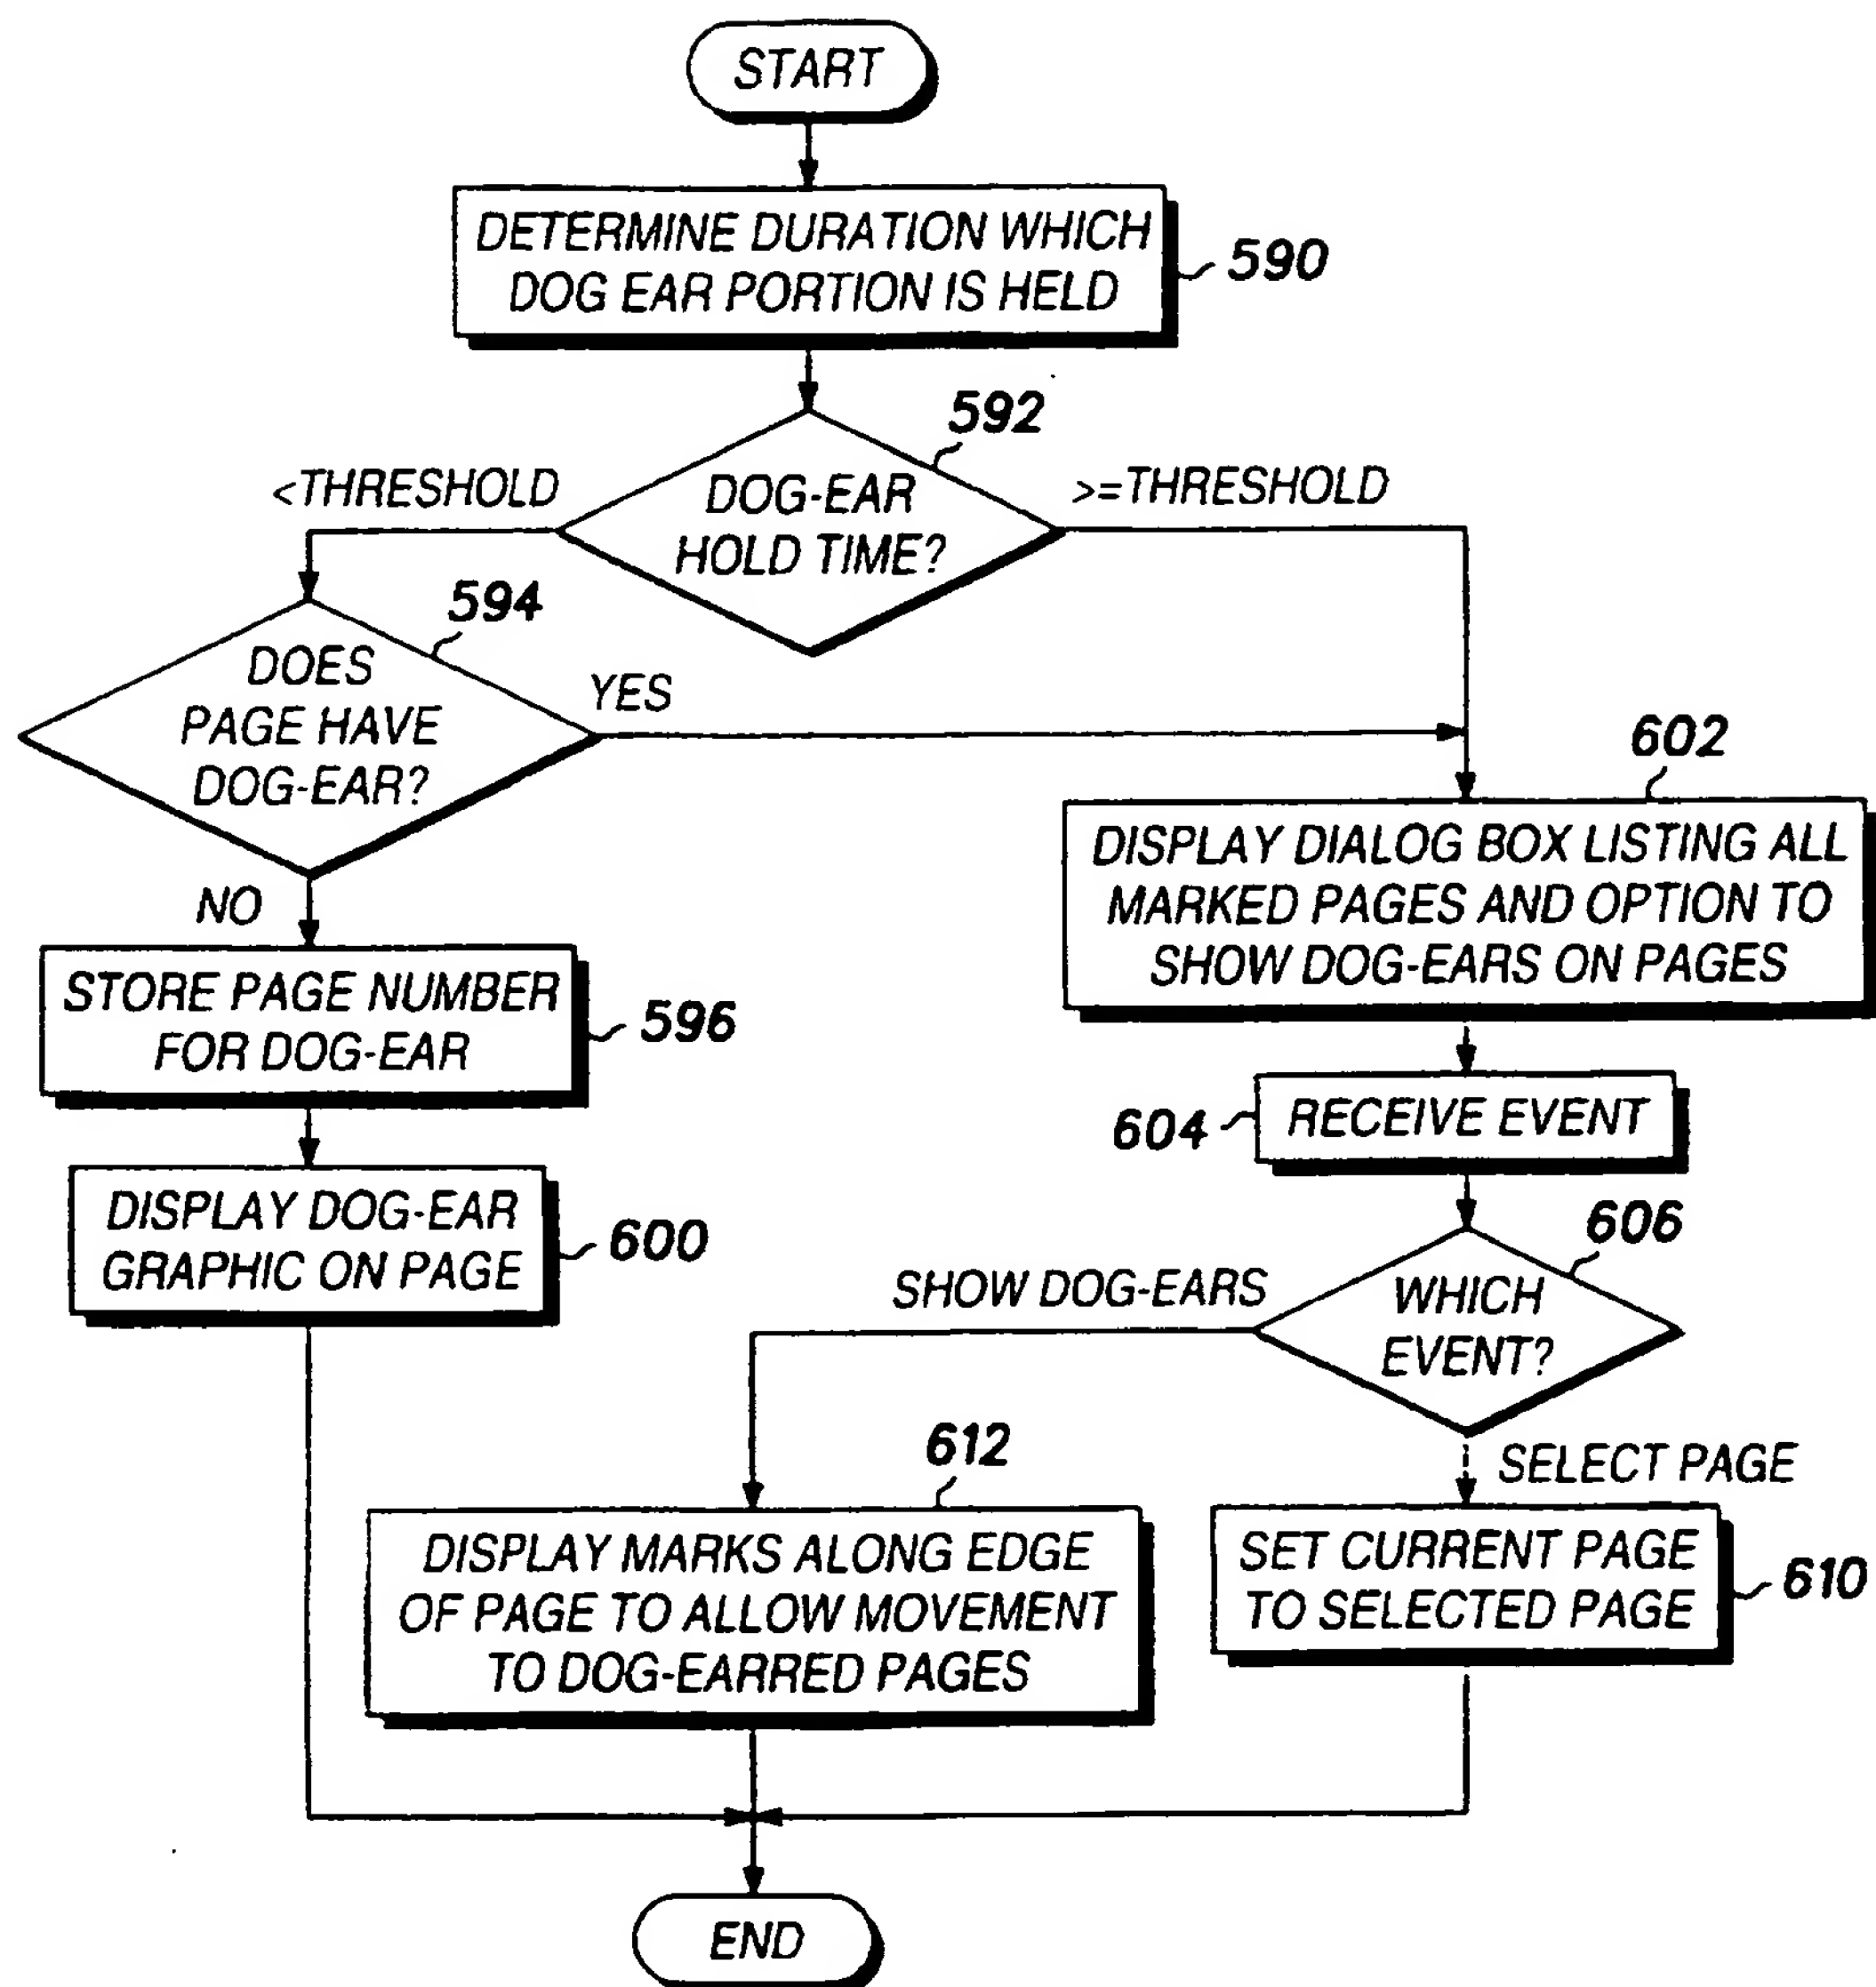 START
DETERMINE DURATION WHICH
DOG EAR PORTION IS HELD
590
592
<THRESHOLD
DOG-EAR
HOLD TIME?
>=THRESHOLD
594
DOES
PAGE HAVE
DOG-EAR?
YES
NO
602
DISPLAY DIALOG BOX LISTING ALL
MARKED PAGES AND OPTION TO
SHOW DOG-EARS ON PAGES
STORE PAGE NUMBER
FOR DOG-EAR
596
604
RECEIVE EVENT
DISPLAY DOG-EAR
GRAPHIC ON PAGE
600
606
SHOW DOG-EARS
WHICH
EVENT?
612
SELECT PAGE
DISPLAY MARKS ALONG EDGE
OF PAGE TO ALLOW MOVEMENT
TO DOG-EARRED PAGES
SET CURRENT PAGE
TO SELECTED PAGE
610
END